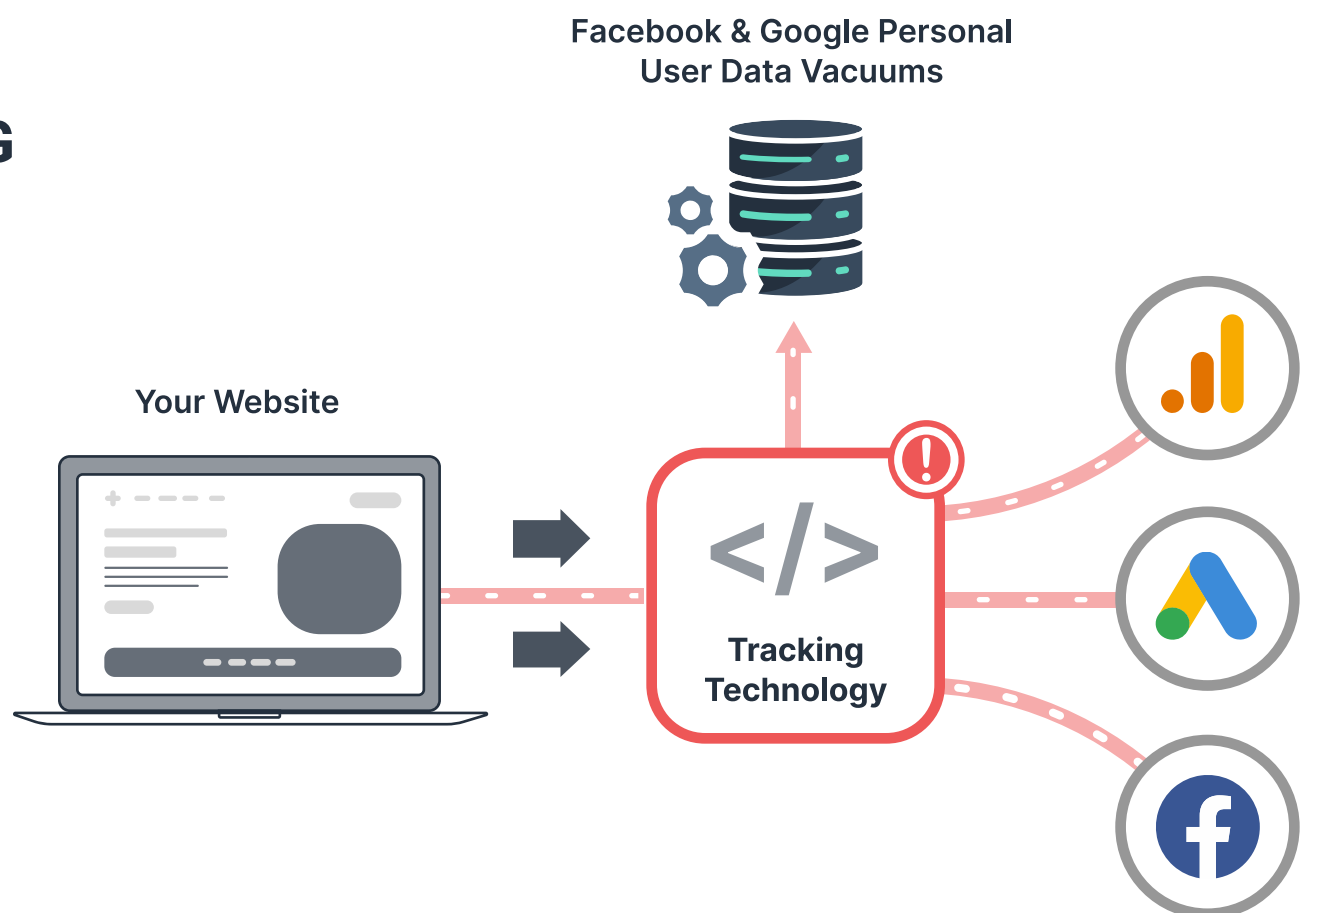 Facebook & Google Personal
User Data Vacuums
G
Your Website
</>
Tracking
Technology